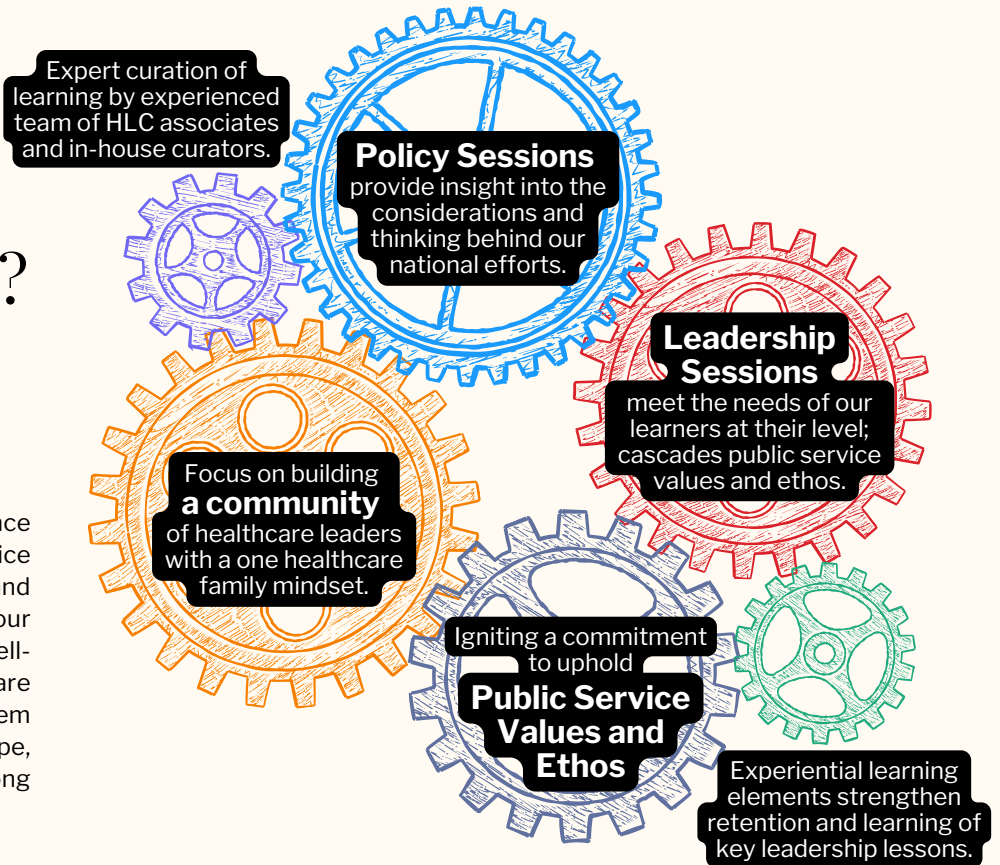 Expert curation of
learning by experienced
team of HLC associates
and in-house curators.
Policy Sessions
provide insight into the
considerations and
thinking behind our
national efforts.
?
Leadership
Sessions
meet the needs of our
learners at their level;
cascades public service
values and ethos.
Focus on building
a community
of healthcare leaders
with a one healthcare
family mindset.
Igniting a commitment
to uphold
Public Service
Values and
Ethos
Experiential learning
elements strengthen
retention and learning of
key leadership lessons.